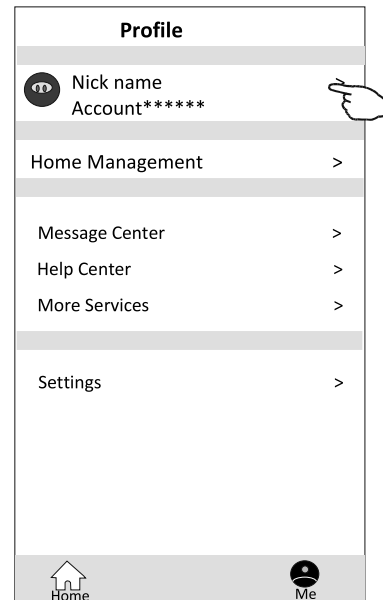 Profile
Nick name
Account******
Home Management >
Message Center >
Help Center >
More Services >
Settings >
Home Me